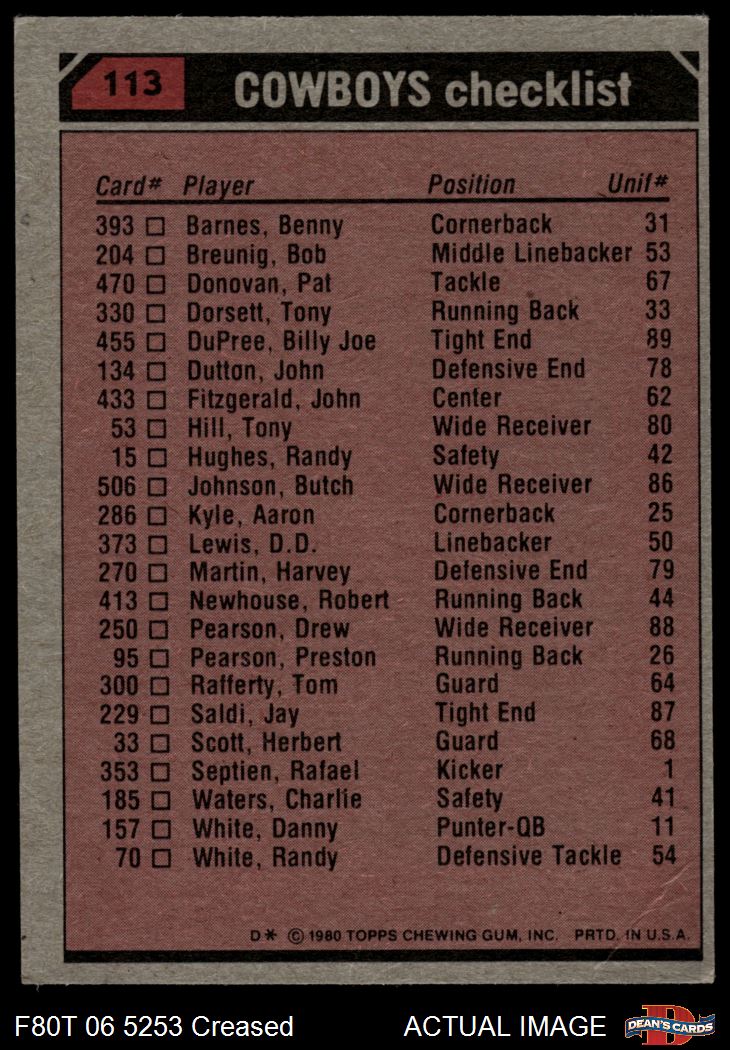 113 COWBOYS checklist
Card# Player Position Unif#
393 Barnes, Benny Cornerback 31
204 Breunig, Bob Middle Linebacker 53
470 Donovan, Pat Tackle 67
330 Dorsett, Tony Running Back 33
455 DuPree, Billy Joe Tight End 89
134 Dutton, John Defensive End 78
433 Fitzgerald, John Center 62
53 Hill, Tony Wide Receiver 80
15 Hughes, Randy Safety 42
506 Johnson, Butch Wide Receiver 86
286 Kyle, Aaron Cornerback 25
373 Lewis, D.D. Linebacker 50
270 Martin, Harvey Defensive End 79
413 Newhouse, Robert Running Back 44
250 Pearson, Drew Wide Receiver 88
95 Pearson, Preston Running Back 26
300 Rafferty, Tom Guard 64
229 Saldi, Jay Tight End 87
33 Scott, Herbert Guard 68
353 Septien, Rafael Kicker 1
185 Waters, Charlie Safety 41
157 White, Danny Punter-QB 11
70 White, Randy Defensive Tackle 54
D* © 1980 TOPPS CHEWING GUM, INC. PRTD. IN U.S.A.
F80T 06 5253 Creased ACTUAL IMAGE DEAN'S CARDS